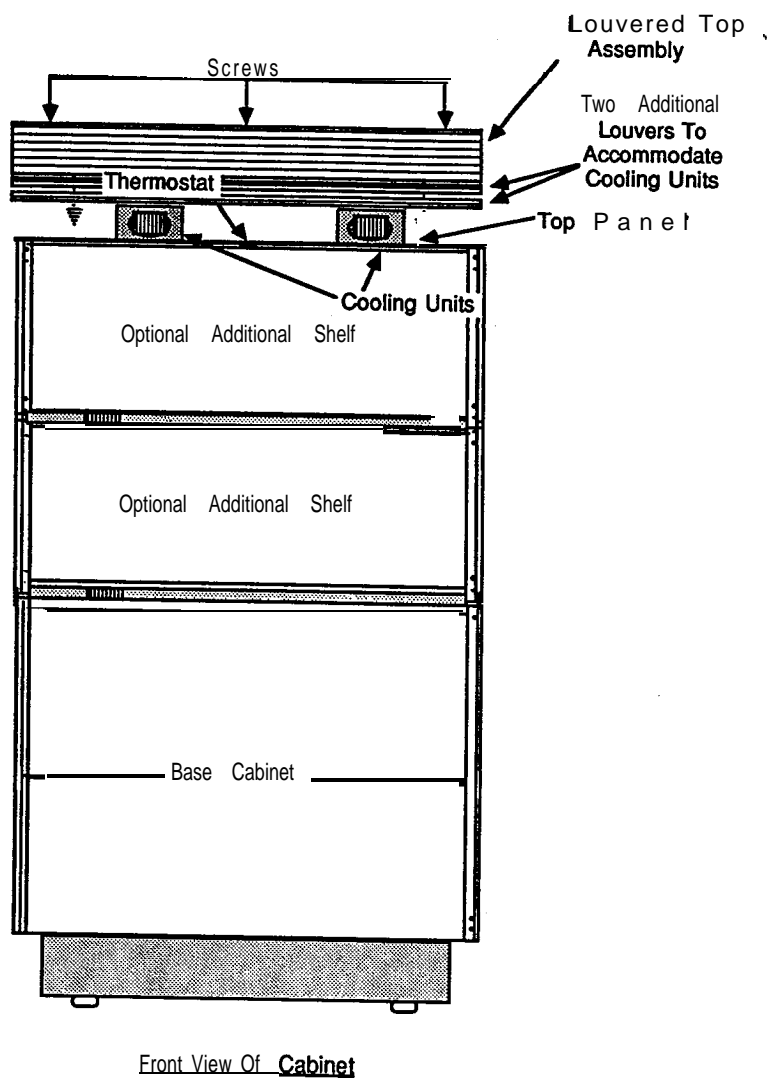 Louvered Top
Assembly
Screws
Two Additional
Louvers To
Accommodate
Cooling Units
Thermostat
Top Panel
Cooling Units
Optional Additional Shelf
Optional Additional Shelf
Base Cabinet
Front View Of Cabinet